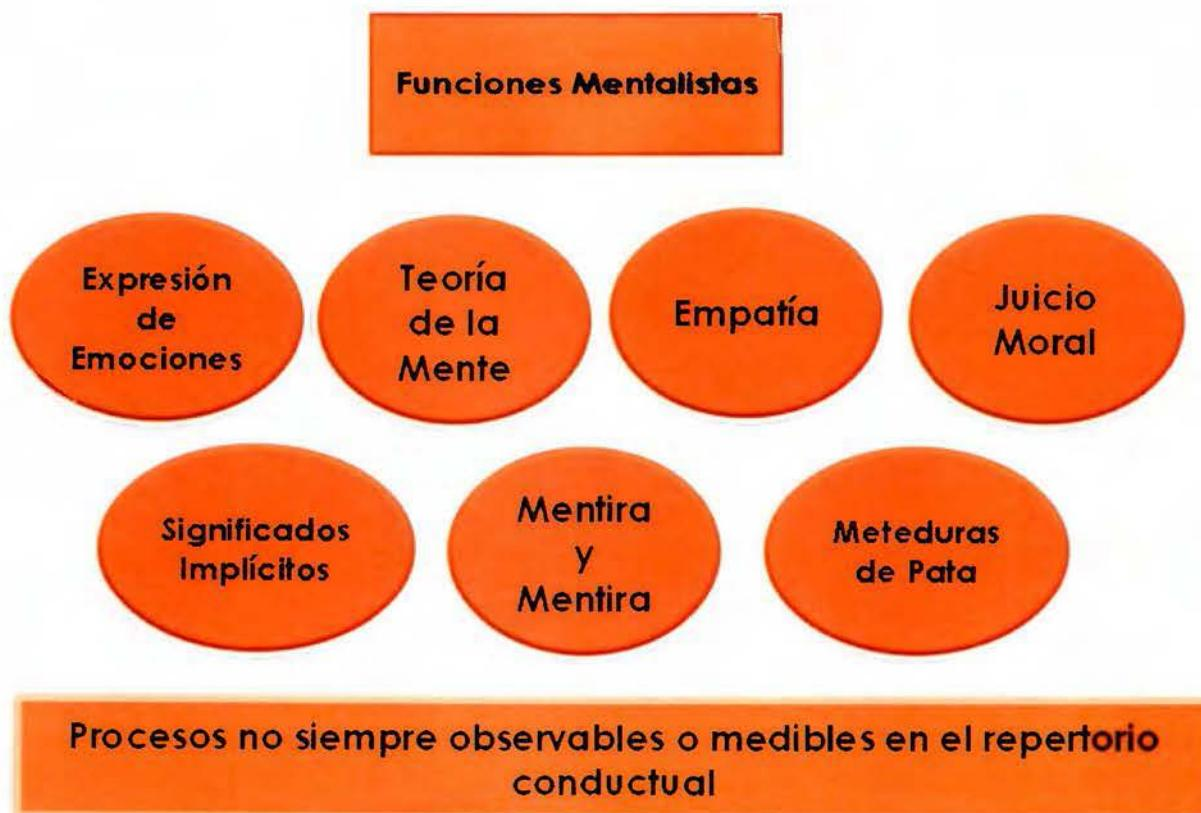 Funciones Mentalistas
Expresión
de
Emociones
Teoría
de la
Mente
Empatía
Juicio
Moral
Significados
Implícitos
Mentira
y
Mentira
Meteduras
de Pata
Procesos no siempre observables o medibles en el repertorio
conductual